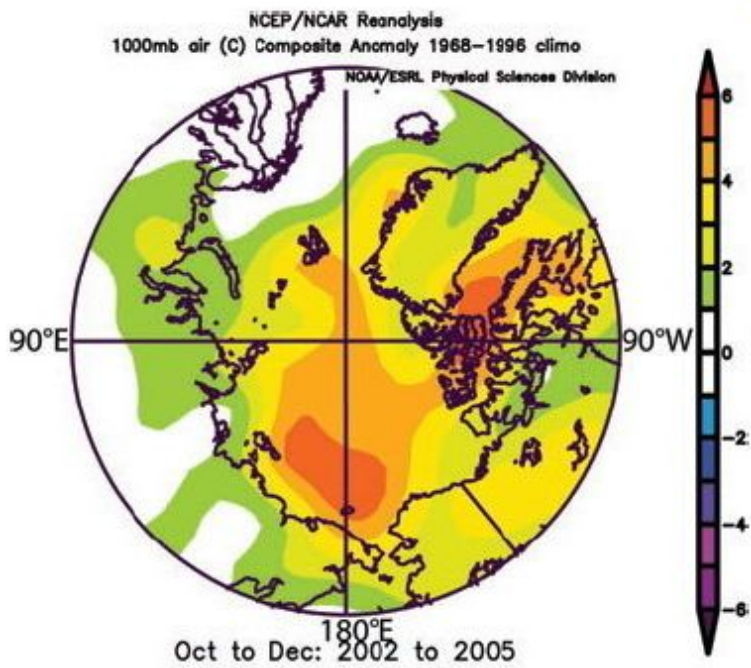 NCEP/NCAR Reanalysis
1000mb air (C) Composite Anomaly 1968-1996 climo
NOAA/ESRL Physical Sciences Division
6
4
2
0
-2
-4
-6
90°E
90°W
180°E
Oct to Dec: 2002 to 2005